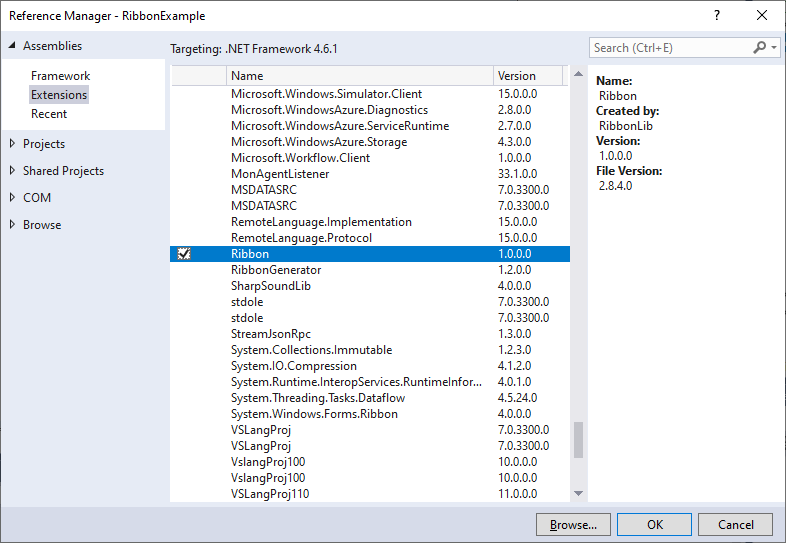 Reference Manager - RibbonExample
Assemblies
Framework
Extensions
Recent
Projects
Shared Projects
COM
Browse
Targeting: .NET Framework 4.6.1
Search (Ctrl+E)
Name Version
Microsoft.Windows.Simulator.Client 15.0.0.0
Microsoft.WindowsAzure.Diagnostics 2.8.0.0
Microsoft.WindowsAzure.ServiceRuntime 2.7.0.0
Microsoft.WindowsAzure.Storage 4.3.0.0
Microsoft.Workflow.Client 1.0.0.0
MonAgentListener 33.1.0.0
MSDATASRC 7.0.3300.0
MSDATASRC 7.0.3300.0
RemoteLanguage.Implementation 15.0.0.0
RemoteLanguage.Protocol 15.0.0.0
Ribbon 1.0.0.0
RibbonGenerator 1.2.0.0
SharpSoundLib 4.0.0.0
stdole 7.0.3300.0
stdole 7.0.3300.0
StreamJsonRpc 1.3.0.0
System.Collections.Immutable 1.2.3.0
System.IO.Compression 4.1.2.0
System.Runtime.InteropServices.RuntimeInfor... 4.0.1.0
System.Threading.Tasks.Dataflow 4.5.24.0
System.Windows.Forms.Ribbon 4.0.0.0
VSLangProj 7.0.3300.0
VSLangProj 7.0.3300.0
VslangProj100 10.0.0.0
VslangProj100 10.0.0.0
VSLangProj110 11.0.0.0
Name:
Ribbon
Created by:
RibbonLib
Version:
1.0.0.0
File Version:
2.8.4.0
Browse... OK Cancel